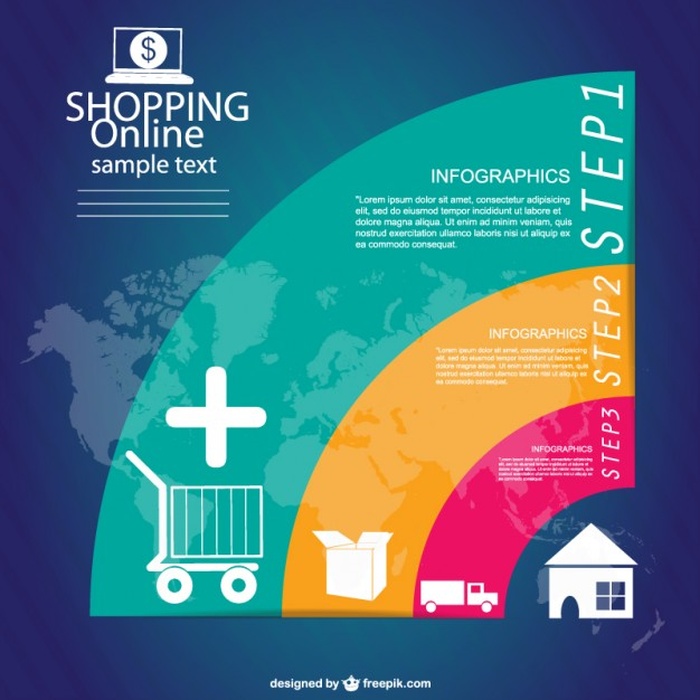 $
SHOPPING
Online
sample text
STEP1
INFOGRAPHICS
"Lorem ipsum dolor sit amet, consectetur adipisicing
elit, sed do eiusmod tempor incididunt ut labore et
dolore magna aliqua. Ut enim ad minim veniam, quis
nostrud exercitation ullamco laboris nisi ut aliquip ex
ea commodo consequat.
STEP2
INFOGRAPHICS
"Lorem ipsum dolor sit amet, consectetur adipisicing
elit, sed do eiusmod tempor incididunt ut labore et
dolore magna aliqua. Ut enim ad minim veniam, quis
nostrud exercitation ullamco laboris nisi ut aliquip ex
ea commodo consequat.
STEP3
INFOGRAPHICS
designed by freepik.com